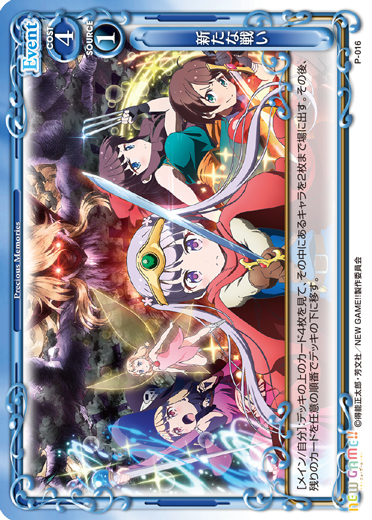 Event
COST
4
SOURCE
1
新たな戦い
Precious Memories
[メイン/自分]:デッキの上のカード4枚を見て、その中にあるキャラを2枚まで場に出す。その後、
残りのカードを任意の順番でデッキの下に移す。
©得能正太郎・芳文社/NEW GAME!!製作委員会
P-016
NEW GAME!!